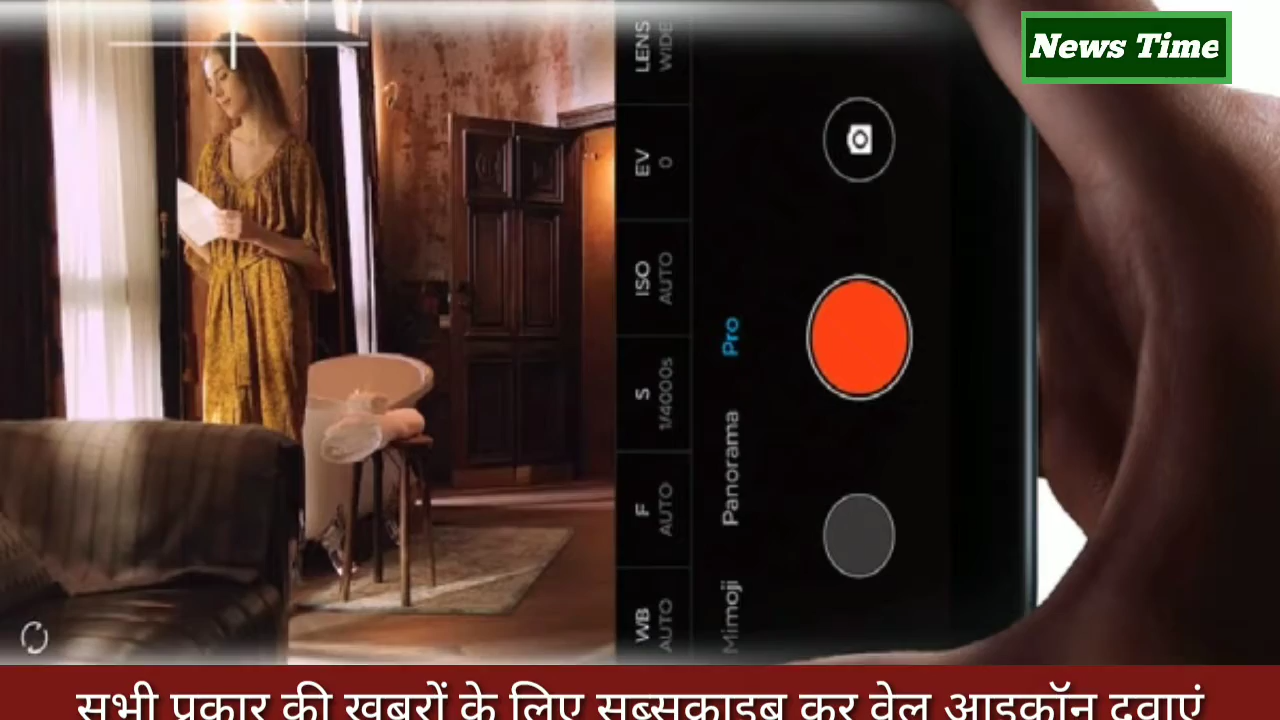 News Time
LENS
WIDE
EV
0
ISO
AUTO
S
1/4000s
F
AUTO
WB
AUTO
Pro
Panorama
Mimoji
सभी प्रकार की खबरों के लिए सब्सक्राइब कर वेल आइकॉन दवाएं